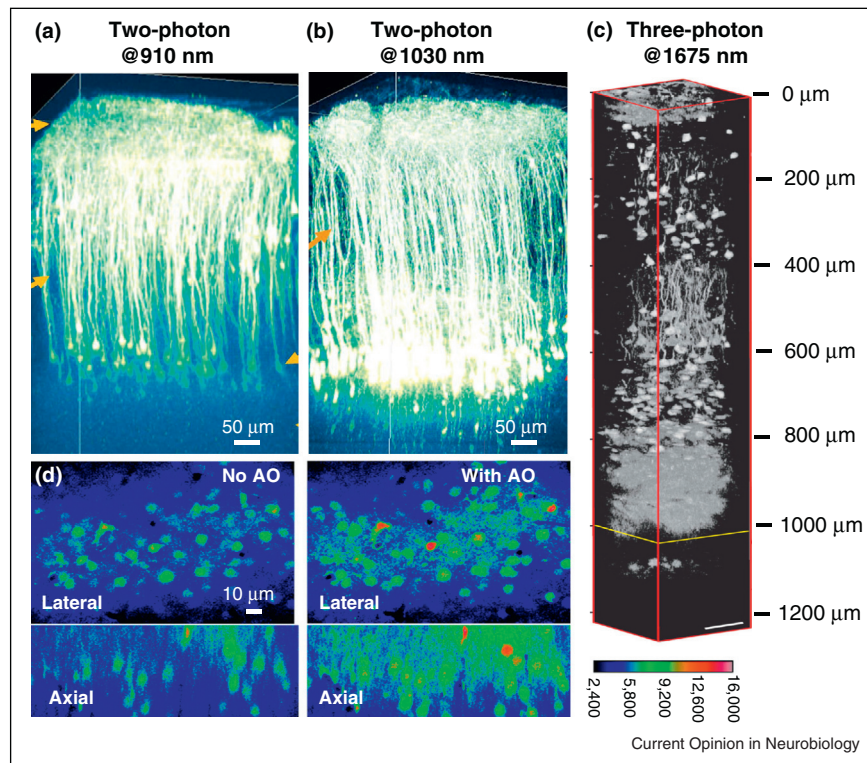 (a) Two-photon
@910 nm
(b) Two-photon
@1030 nm
(c) Three-photon
@1675 nm
0 μm
200 μm
400 μm
600 μm
800 μm
1000 μm
1200 μm
50 μm
50 μm
(d) No AO
With AO
Lateral
10 μm
Lateral
Axial
Axial
2,400
5,800
9,200
12,600
16,000
Current Opinion in Neurobiology